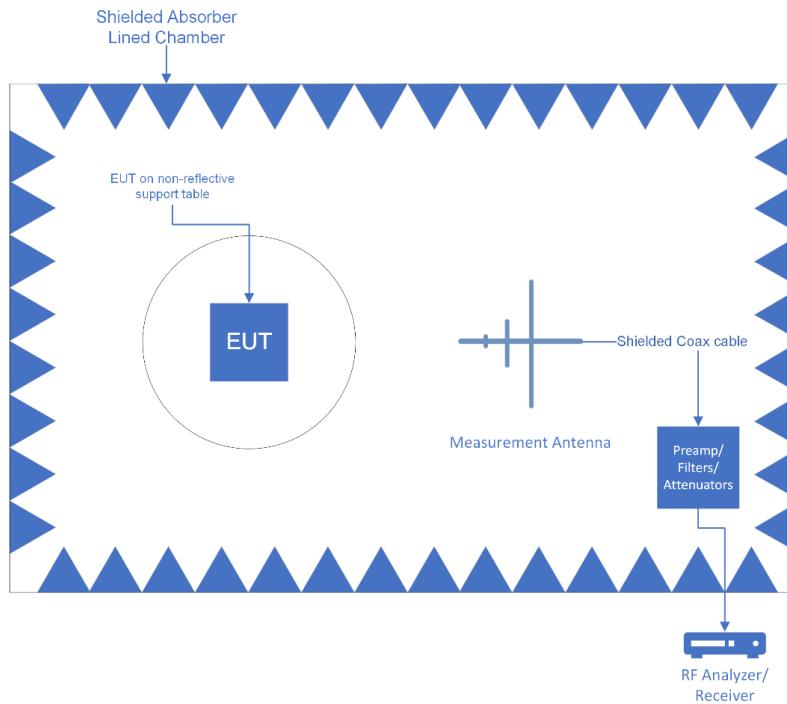 Shielded Absorber
Lined Chamber
EUT on non-reflective
support table
EUT
Shielded Coax cable
Measurement Antenna
Preamp/
Filters/
Attenuators
RF Analyzer/
Receiver